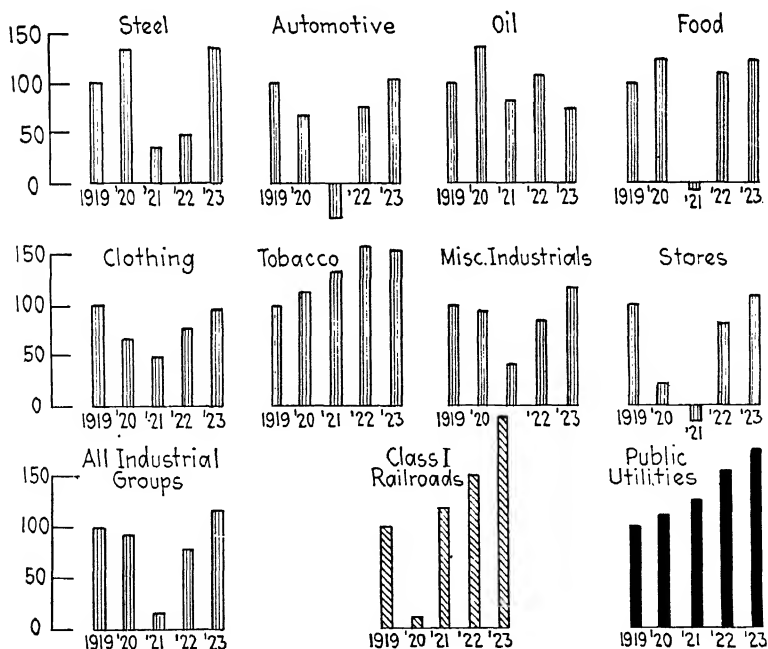 Steel Automotive Oil Food
150
100
50
0
1919 '20 '21 '22 '23 1919 '20 '21 '22 '23 1919 '20 '21 '22 '23 1919 '20 '21 '22 '23
Clothing Tobacco Misc. Industrials Stores
150
100
50
0
1919 '20 '21 '22 '23 1919 '20 '21 '22 '23 1919 '20 '21 '22 '23 1919 '20 '21 '22 '23
All Industrial
Groups
Class I
Railroads
Public
Utilities
150
100
50
0
1919 '20 '21 '22 '23 1919 '20 '21 '22 '23 1919 '20 '21 '22 '23